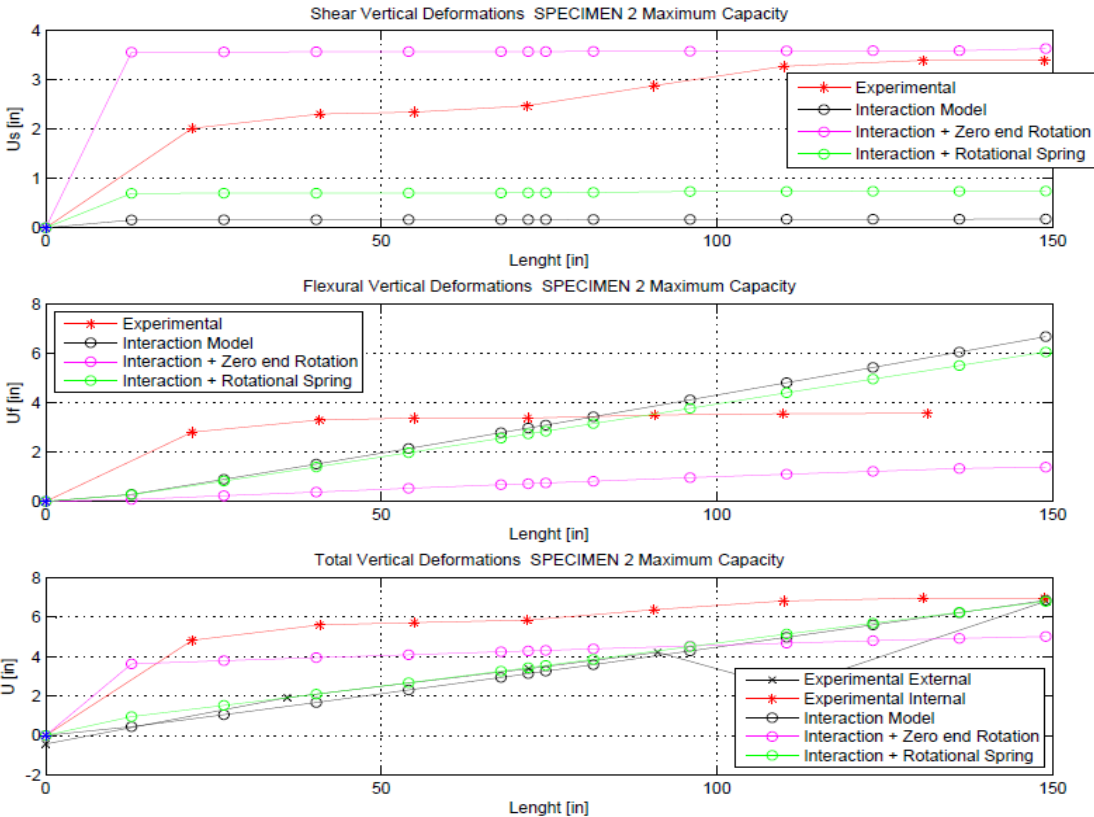 Shear Vertical Deformations SPECIMEN 2 Maximum Capacity
4
3
2
1
0
Us [in]
Experimental
Interaction Model
Interaction + Zero end Rotation
Interaction + Rotational Spring
0
50
100
150
Lenght [in]
Flexural Vertical Deformations SPECIMEN 2 Maximum Capacity
8
6
4
2
0
Uf [in]
Experimental
Interaction Model
Interaction + Zero end Rotation
Interaction + Rotational Spring
0
50
100
150
Lenght [in]
Total Vertical Deformations SPECIMEN 2 Maximum Capacity
8
6
4
2
0
-2
U [in]
Experimental External
Experimental Internal
Interaction Model
Interaction + Zero end Rotation
Interaction + Rotational Spring
0
50
100
150
Lenght [in]